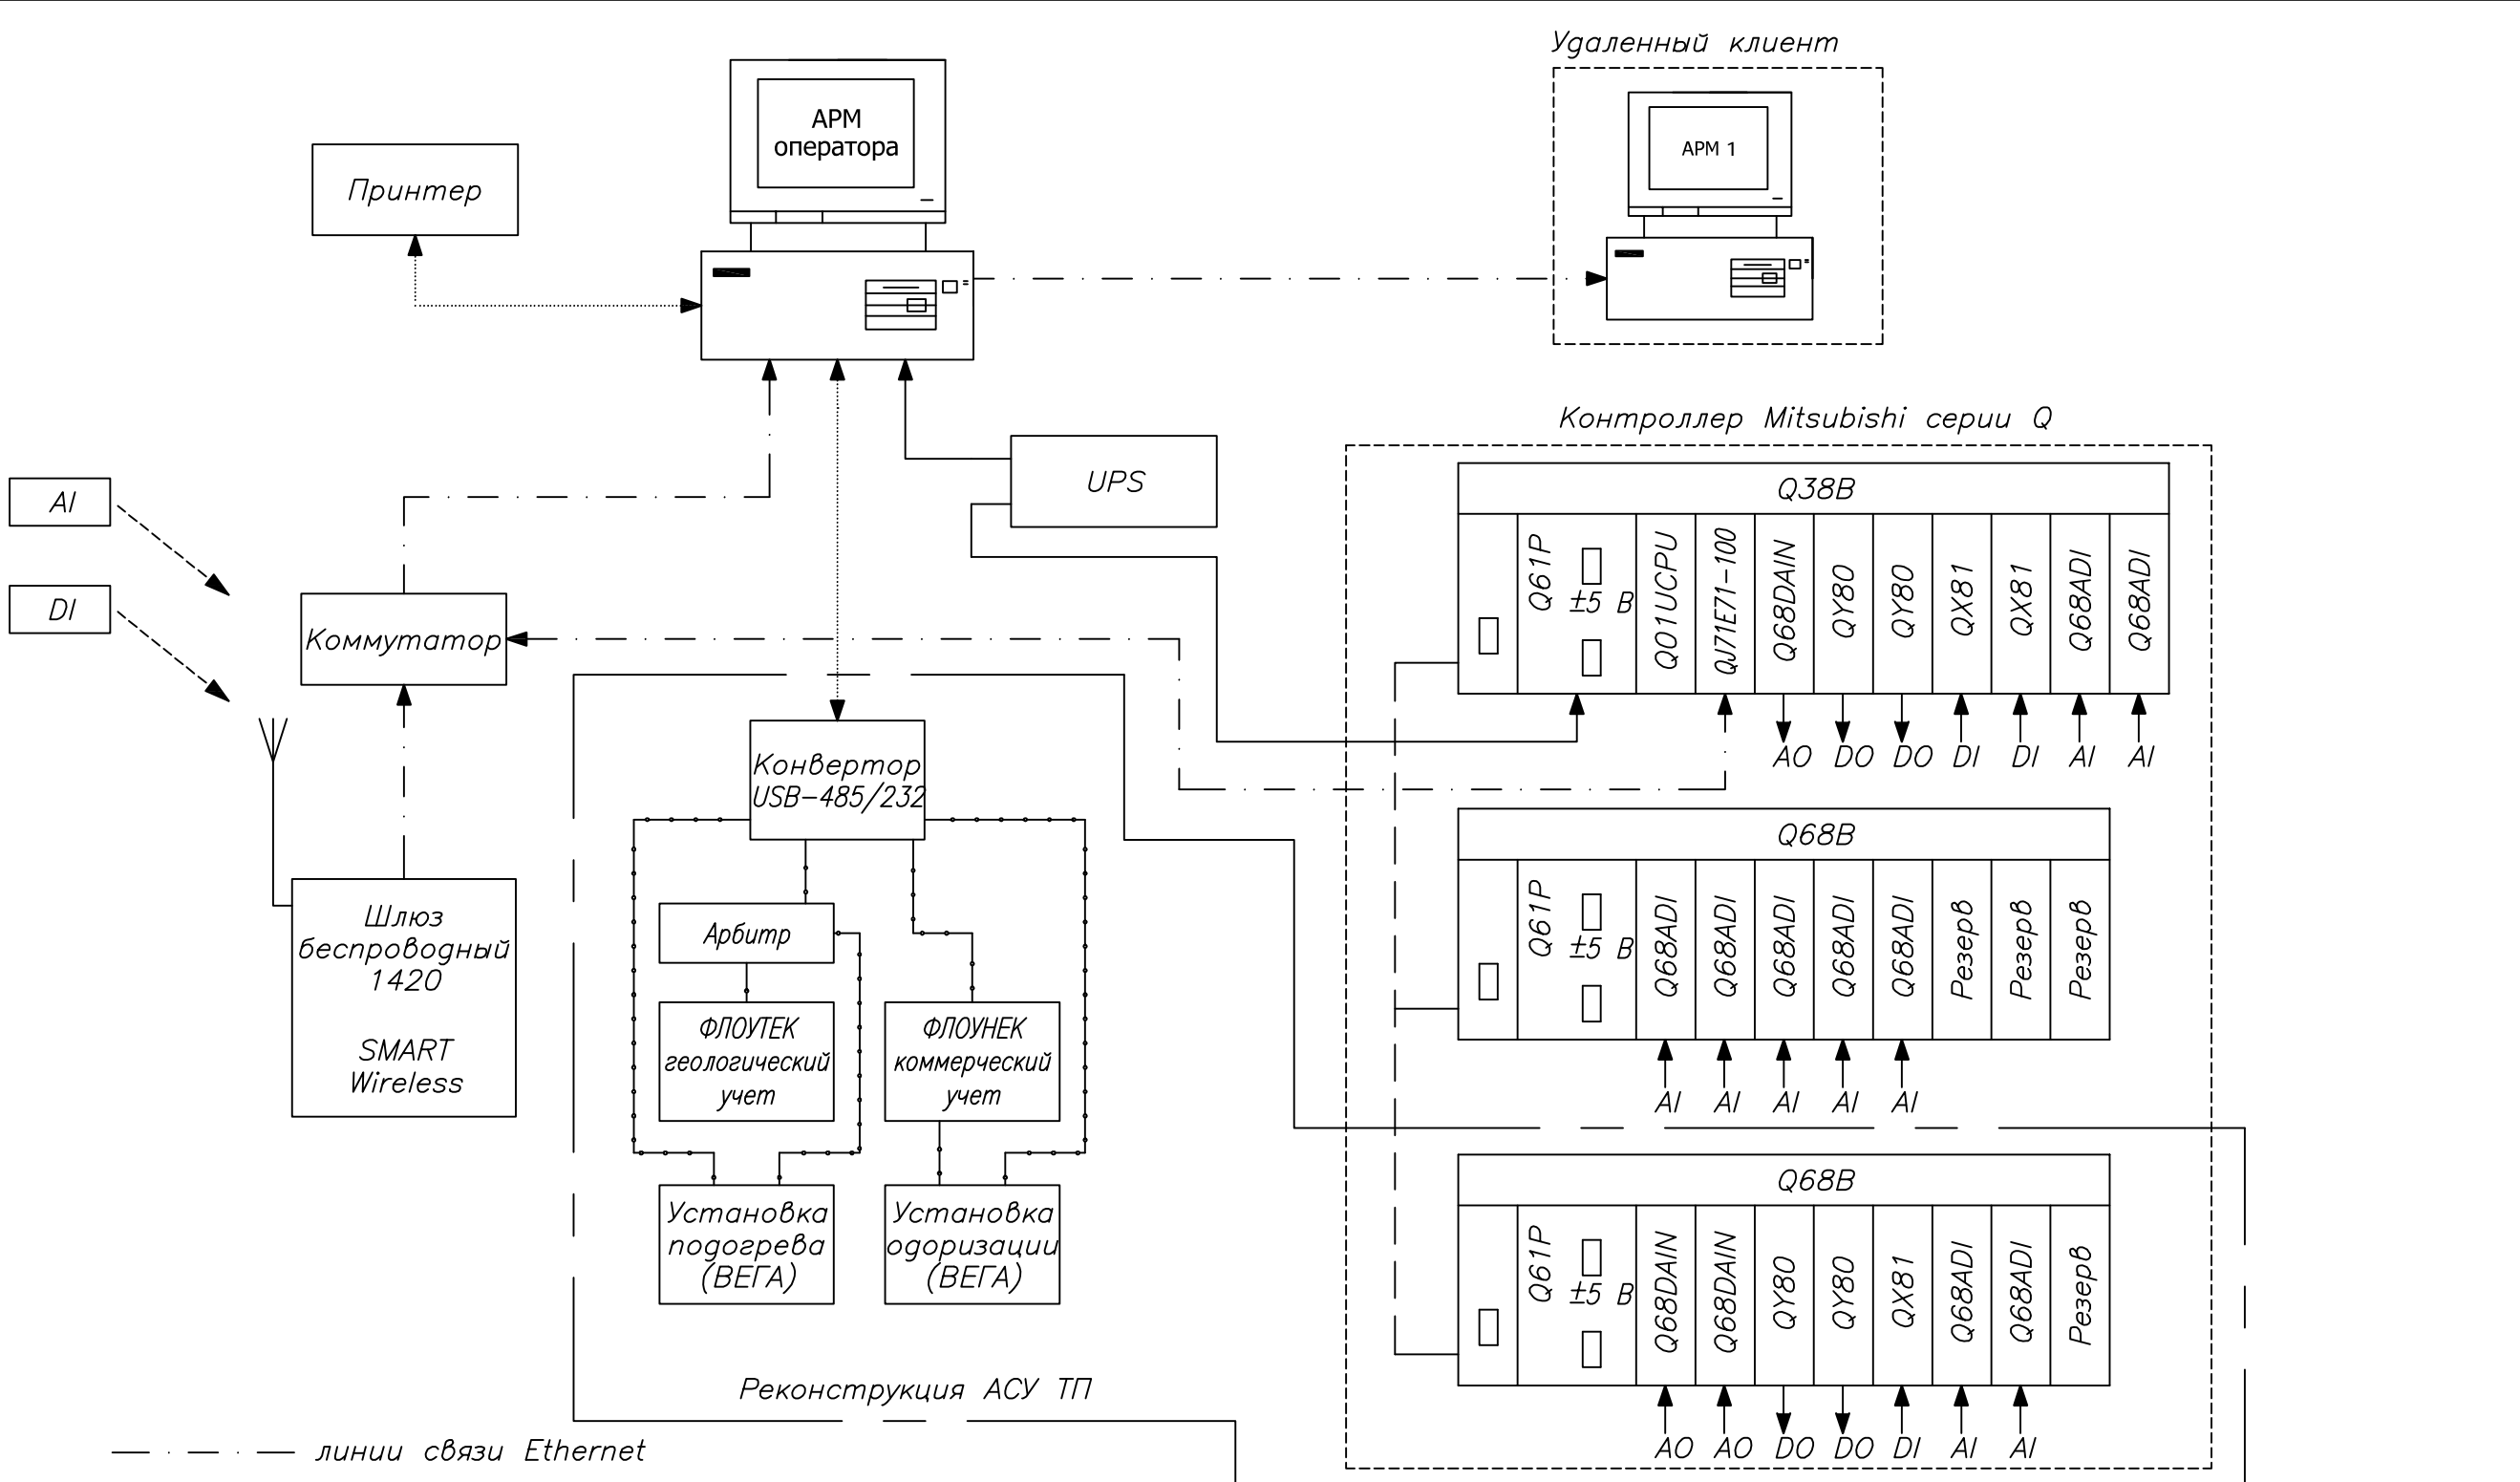 Удаленный клиент
АРМ
оператора
АРМ 1
Принтер
Контроллер Mitsubishi серии Q
UPS
AI
DI
Коммутатор
Q38B
Q61P
±5 В
Q01UCPU
QJ71E71-100
Q68DAIN
QY80
QY80
QX81
QX81
Q68ADI
Q68ADI
AO
DO
DO
DI
DI
AI
AI
Конвертор
USB-485/232
Шлюз
беспроводный
1420
SMART
Wireless
Арбитр
ФЛОУТЕК
геологический
учет
ФЛОУНЕК
коммерческий
учет
Установка
подогрева
(ВЕГА)
Установка
одоризации
(ВЕГА)
Q68B
Q61P
±5 В
Q68ADI
Q68ADI
Q68ADI
Q68ADI
Q68ADI
Резерв
Резерв
Резерв
AI
AI
AI
AI
AI
Q68B
Q61P
±5 В
Q68DAIN
Q68DAIN
QY80
QY80
QX81
Q68ADI
Q68ADI
Резерв
AO
AO
DO
DO
DI
AI
AI
Реконструкция АСУ ТП
линии связи Ethernet